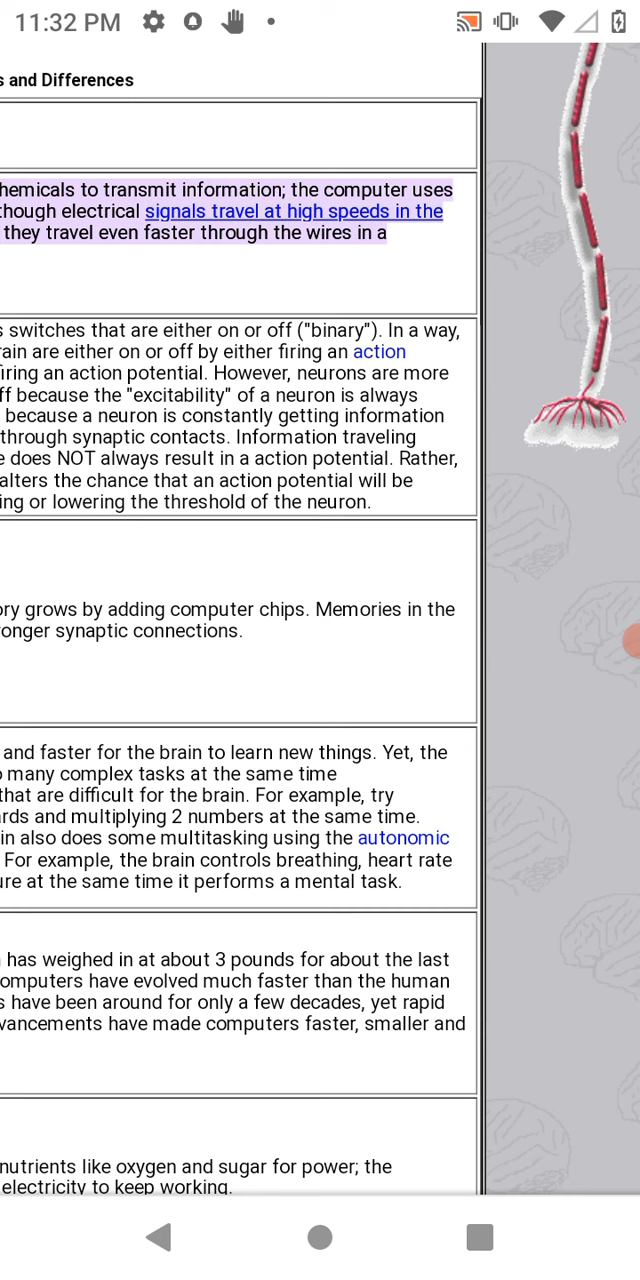 11:32 PM
s and Differences
hemicals to transmit information; the computer uses
though electrical signals travel at high speeds in the
they travel even faster through the wires in a
s switches that are either on or off ("binary"). In a way,
rain are either on or off by either firing an action
firing an action potential. However, neurons are more
ff because the "excitability" of a neuron is always
because a neuron is constantly getting information
through synaptic contacts. Information traveling
e does NOT always result in a action potential. Rather,
alters the chance that an action potential will be
ing or lowering the threshold of the neuron.
ory grows by adding computer chips. Memories in the
ronger synaptic connections.
and faster for the brain to learn new things. Yet, the
o many complex tasks at the same time
that are difficult for the brain. For example, try
ards and multiplying 2 numbers at the same time.
in also does some multitasking using the autonomic
For example, the brain controls breathing, heart rate
ure at the same time it performs a mental task.
n has weighed in at about 3 pounds for about the last
omputers have evolved much faster than the human
s have been around for only a few decades, yet rapid
vancements have made computers faster, smaller and
nutrients like oxygen and sugar for power; the
electricity to keep working.